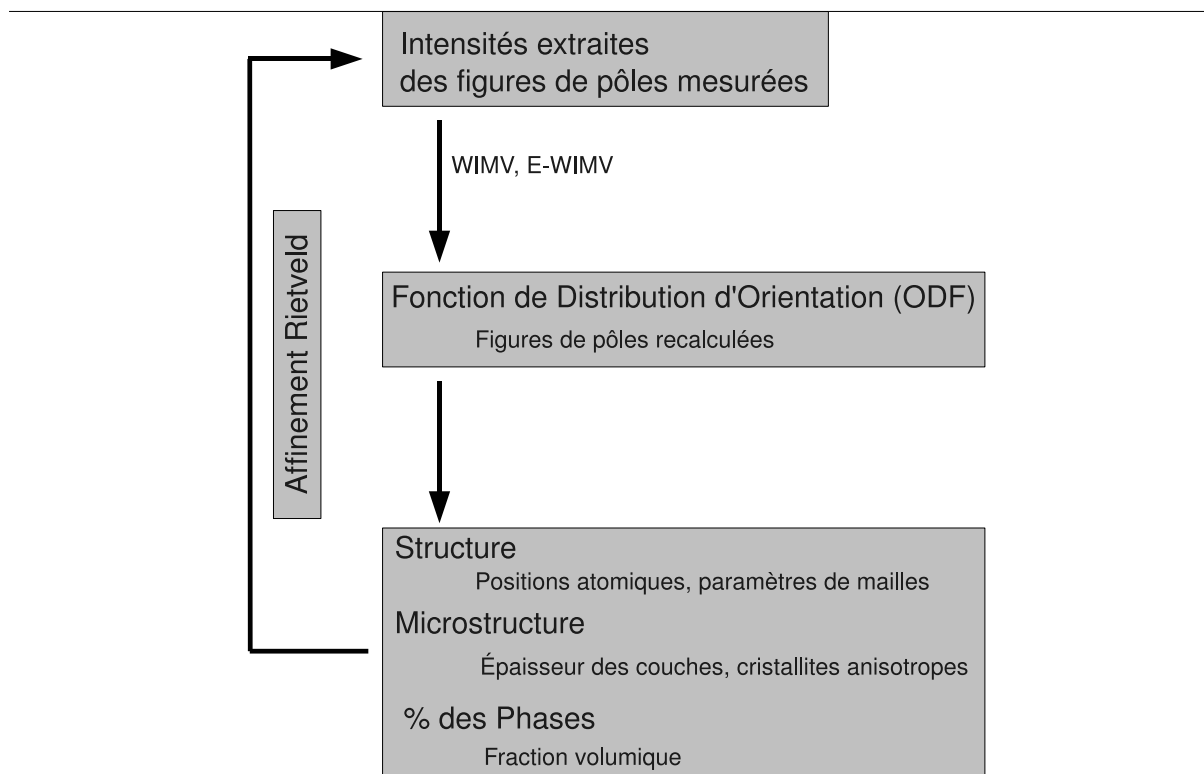 Intensités extraites
des figures de pôles mesurées
WIMV, E-WIMV
Affinement Rietveld
Fonction de Distribution d'Orientation (ODF)
Figures de pôles recalculées
Structure
Positions atomiques, paramètres de mailles
Microstructure
Épaisseur des couches, cristallites anisotropes
% des Phases
Fraction volumique